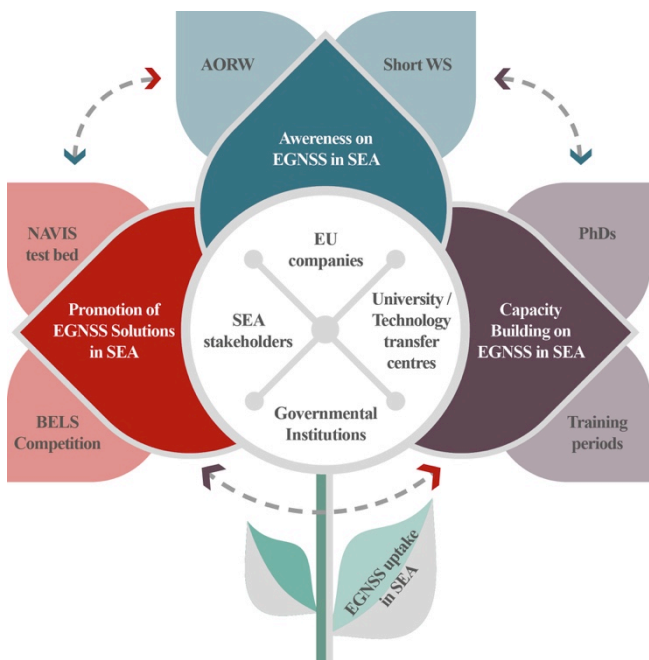 AORW
Short WS
Awereness on
EGNSS in SEA
NAVIS
test bed
PhDs
EU
companies
Promotion of
EGNSS Solutions
in SEA
SEA
stakeholders
University /
Technology
transfer
centres
Capacity
Building on
EGNSS in SEA
Governmental
Institutions
BELS
Competition
Training
periods
EGNSS uptake
in SEA